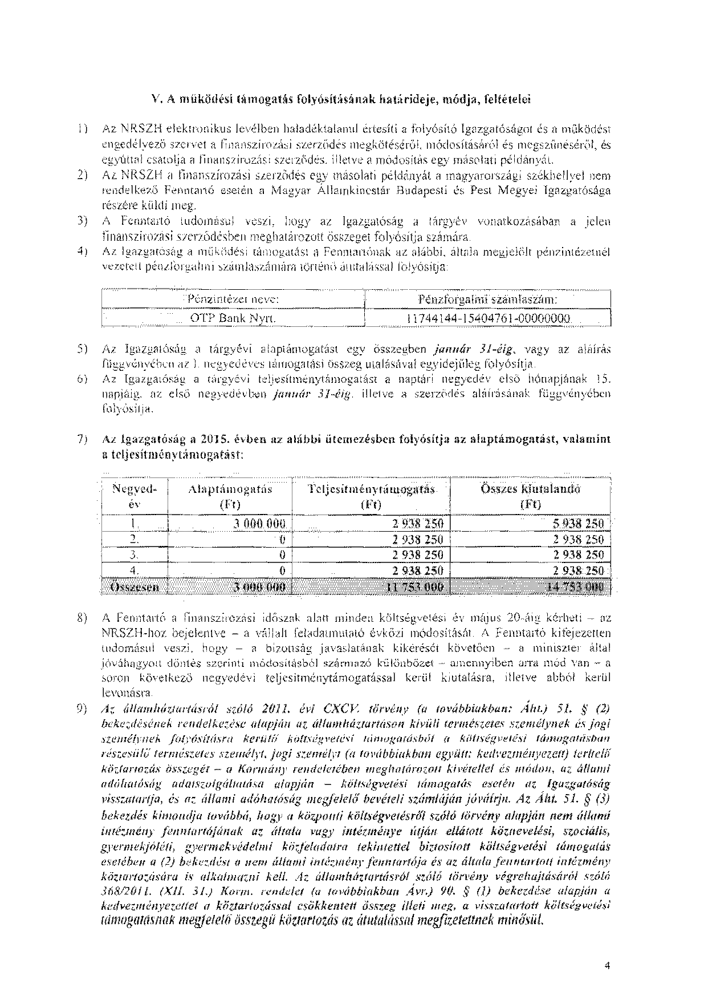 V. A működési támogatás folyósításának határideje, módja, feltételei
1) Az NRSZH elektronikus levélben haladéktalanul értesíti a folyósító Igazgatóságot és a működést
engedélyező szervet a finanszírozási szerződés megkötéséről, módosításáról és megszűnéséről, és
egyúttal csatolja a finanszírozási szerződés, illetve a módosítás egy másolati példányát.
2) Az NRSZH a finanszírozási szerződés egy másolati példányát a magyarországi székhellyel nem
rendelkező Fenntartó esetén a Magyar Államkincstár Budapesti és Pest Megyei Igazgatósága
részére küldi meg.
3) A Fenntartó tudomásul veszi, hogy az Igazgatóság a tárgyév vonatkozásában a jelen
finanszírozási szerződésben meghatározott összeget folyósítja számára.
4) Az Igazgatóság a működési támogatást a Fenntartónak az alábbi, általa megjelölt pénzintézetnél
vezetett pénzforgalmi számlaszámára történő átutalással folyósítja:
Pénzintézet neve: Pénzforgalmi számlaszám:
OTP Bank Nyrt. 11744144-15404761-00000000
5) Az Igazgatóság a tárgyévi alaptámogatást egy összegben január 31-éig, vagy az aláírás
függvényében az 1. negyedéves támogatási összeg utalásával egyidejűleg folyósítja.
6) Az Igazgatóság a tárgyévi teljesítménytámogatást a naptári negyedév első hónapjának 15.
napjáig, az első negyedévben január 31-éig, illetve a szerződés aláírásának függvényében
folyósítja.
7) Az Igazgatóság a 2015. évben az alábbi ütemezésben folyósítja az alaptámogatást, valamint
a teljesítménytámogatást:
Negyed- Alaptámogatás Teljesítménytámogatás Összes kiutalandó
év (Ft) (Ft) (Ft)
1. 3 000 000 2 938 250 5 938 250
2. 0 2 938 250 2 938 250
3. 0 2 938 250 2 938 250
4. 0 2 938 250 2 938 250
Összesen 3 000 000 11 753 000 14 753 000
8) A Fenntartó a finanszírozási időszak alatt minden költségvetési év május 20-áig kérheti – az
NRSZH-hoz bejelentve – a vállalt feladatmutató évközi módosítását. A Fenntartó kifejezetten
tudomásul veszi, hogy – a bizottság javaslatának kikérését követően – a miniszter által
jóváhagyott döntés szerinti módosításból származó különbözet – amennyiben arra mód van – a
soron következő negyedévi teljesítménytámogatással kerül kiutalásra, illetve abból kerül
levonásra.
9) Az államháztartásról szóló 2011. évi CXCV. törvény (a továbbiakban: Áht.) 51. § (2)
bekezdésének rendelkezése alapján az államháztartáson kívüli természetes személynek és jogi
személynek folyósításra kerülő költségvetési támogatásból a költségvetési támogatásban
részesülő természetes személyt, jogi személyt (a továbbiakban együtt: kedvezményezett) terhelő
köztartozás összegét – a Kormány rendeletében meghatározott kivétellel és módon, az állami
adóhatóság adatszolgáltatása alapján – költségvetési támogatás esetén az Igazgatóság
visszatartja, és az állami adóhatóság megfelelő bevételi számláján jóváírja. Az Áht. 51. § (3)
bekezdés kimondja továbbá, hogy a központi költségvetésről szóló törvény alapján nem állami
intézmény fenntartójának az általa vagy intézménye útján ellátott köznevelési, szociális,
gyermekjóléti, gyermekvédelmi közfeladatra tekintettel biztosított költségvetési támogatás
esetében a (2) bekezdést a nem állami intézmény fenntartója és az általa fenntartott intézmény
köztartozására is alkalmazni kell. Az államháztartásról szóló törvény végrehajtásáról szóló
368/2011. (XII. 31.) Korm. rendelet (a továbbiakban Ávr.) 90. § (1) bekezdése alapján a
kedvezményezettet a köztartozással csökkentett összeg illeti meg, a visszatartott költségvetési
támogatásnak megfelelő összegű köztartozás az átutalással megfizetettnek minősül.
4